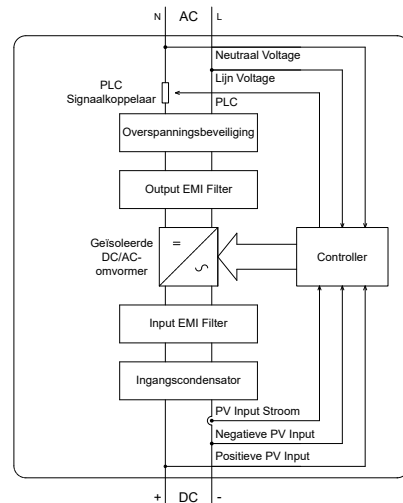 N AC L
Neutraal Voltage
Lijn Voltage
PLC
Signaalkoppelaar
PLC
Overspanningsbeveiliging
Output EMI Filter
Geïsoleerde
DC/AC-
omvormer
=
∽
Controller
Input EMI Filter
Ingangscondensator
PV Input Stroom
Negatieve PV Input
Positieve PV Input
+ DC -